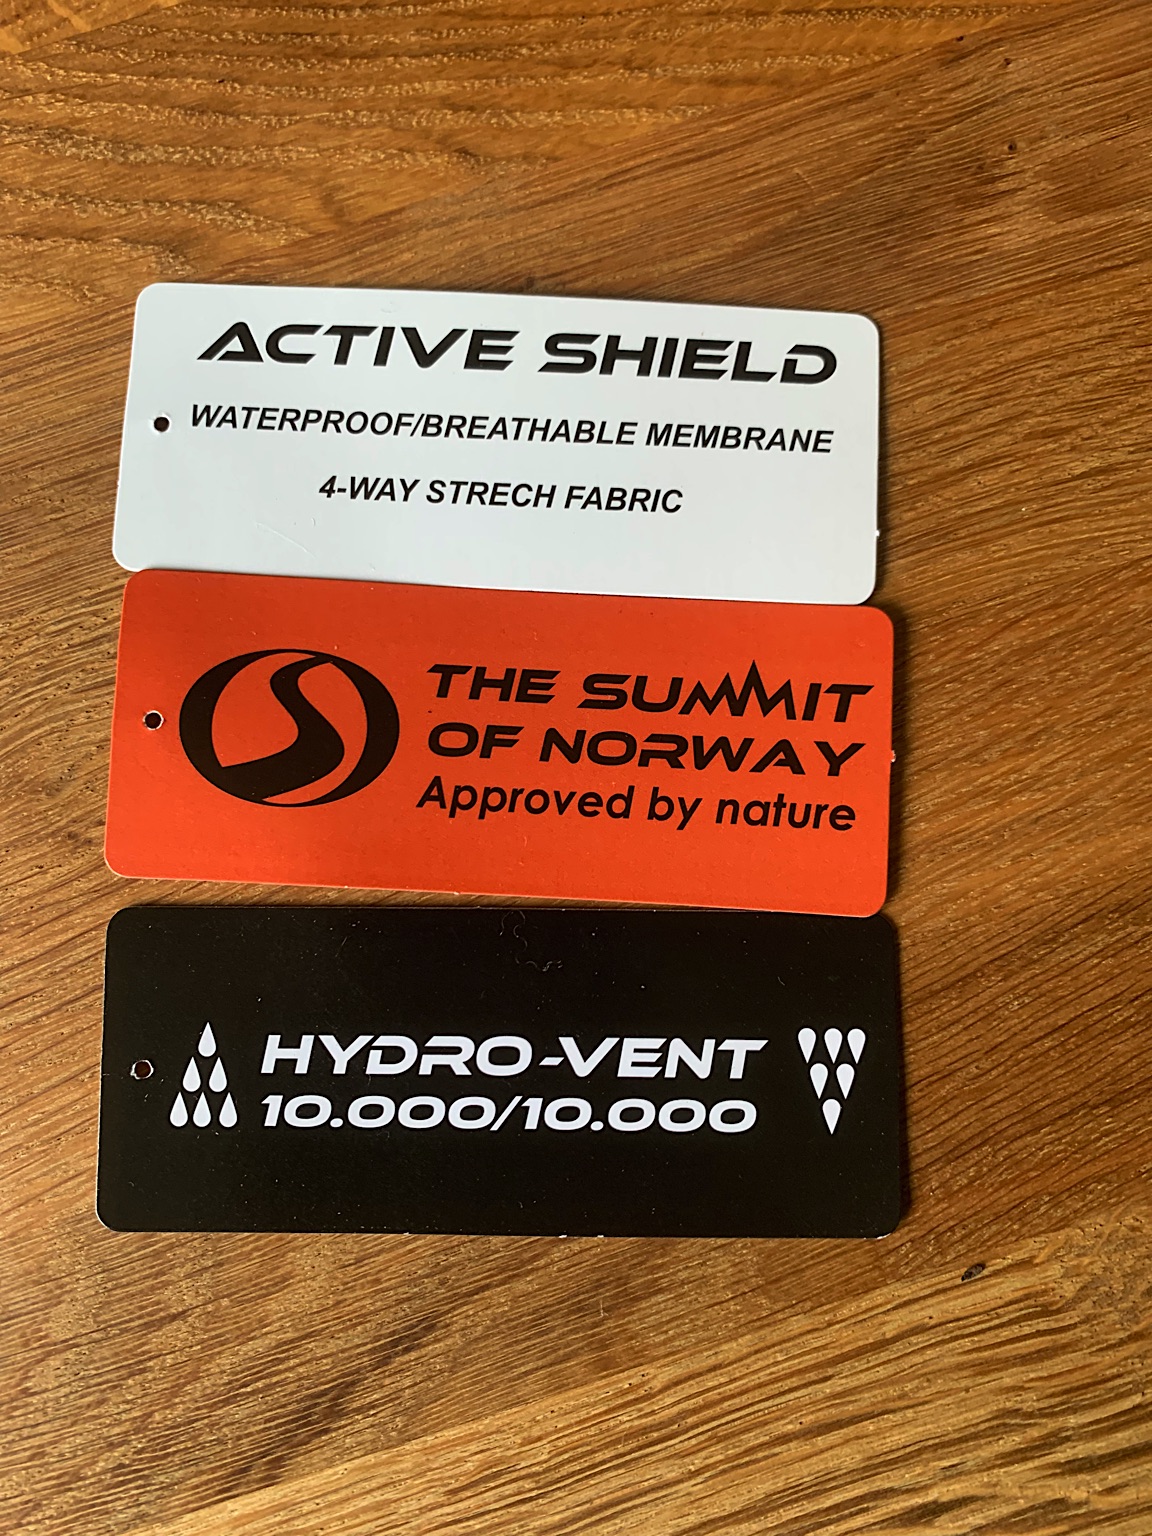 ACTIVE SHIELD
WATERPROOF/BREATHABLE MEMBRANE
4-WAY STRECH FABRIC
THE SUMMIT
OF NORWAY
Approved by nature
HYDRO-VENT
10.000/10.000